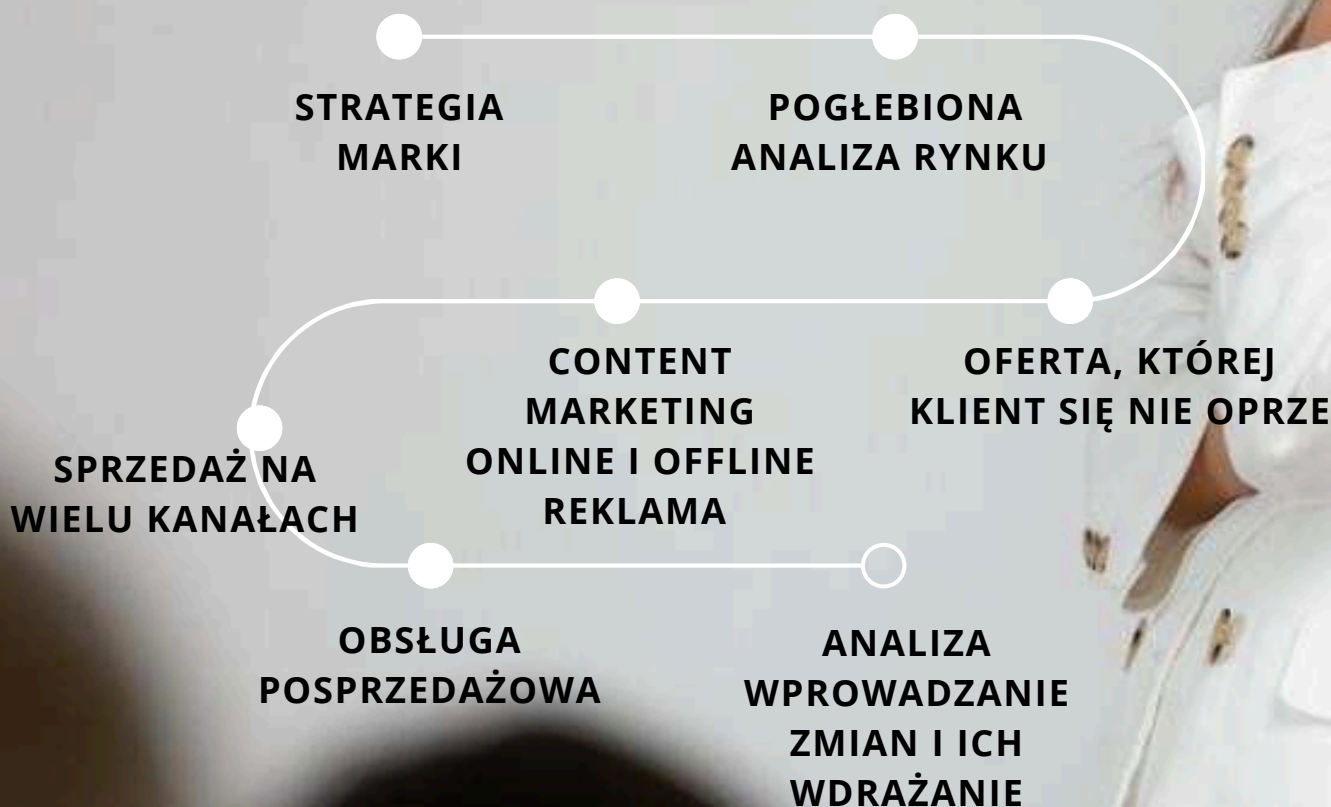 STRATEGIA
MARKI
POGŁEBIONA
ANALIZA RYNKU
OFERTA, KTÓREJ
KLIENT SIĘ NIE OPRZE
CONTENT
MARKETING
ONLINE I OFFLINE
REKLAMA
SPRZEDAŻ NA
WIELU KANAŁACH
OBSŁUGA
POSPRZEDAŻOWA
ANALIZA
WPROWADZANIE
ZMIAN I ICH
WDRAŻANIE